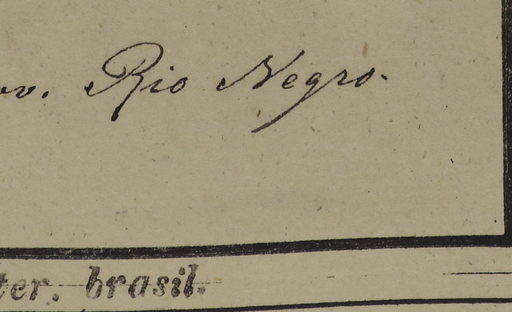 ov. Rio Negro.
ter. brasil.